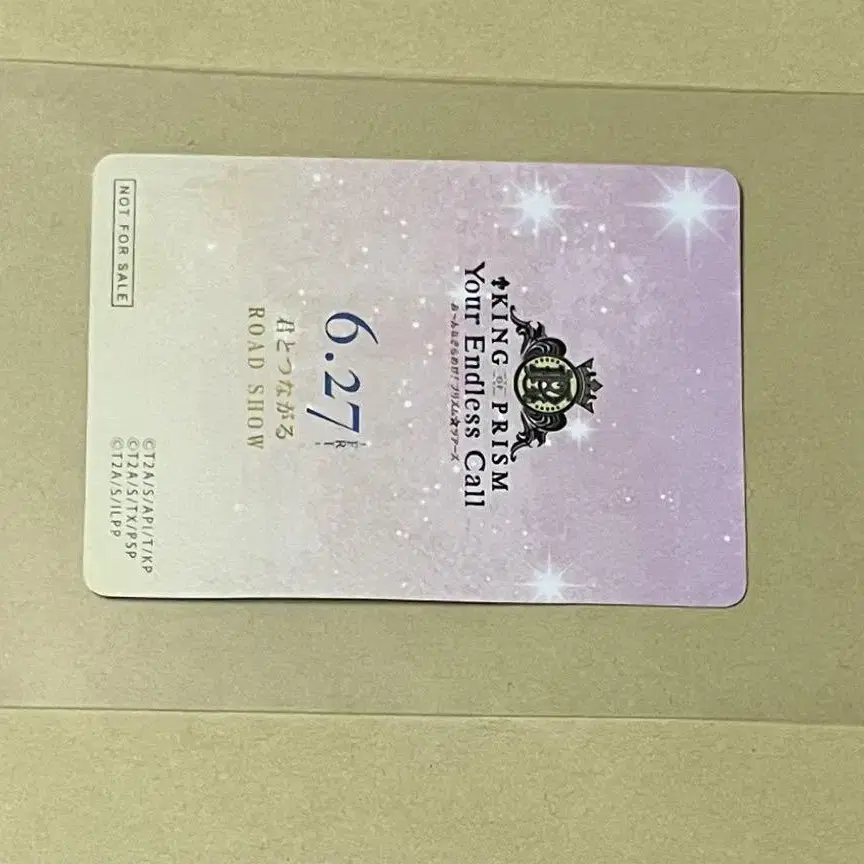 KING OF PRISM
Your Endless Call
み～んなきらめけ!プリズム☆ツアーズ
6.27
FRI
君とつながる
ROAD SHOW
©T2A/S/API/T/KP
©T2A/S/TX/PSP
©T2A/S/ILPP
NOT FOR SALE